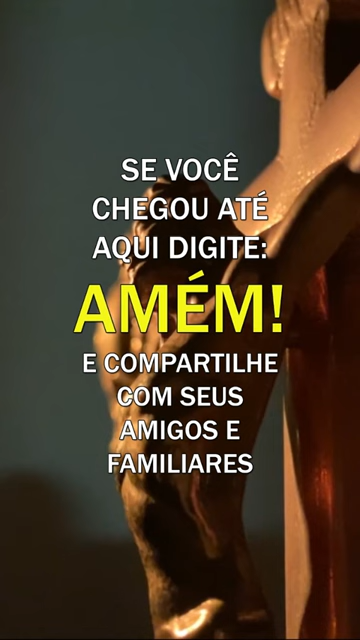 SE VOCÊ
CHEGOU ATÉ
AQUI DIGITE:
AMÉM!
E COMPARTILHE
COM SEUS
AMIGOS E
FAMILIARES